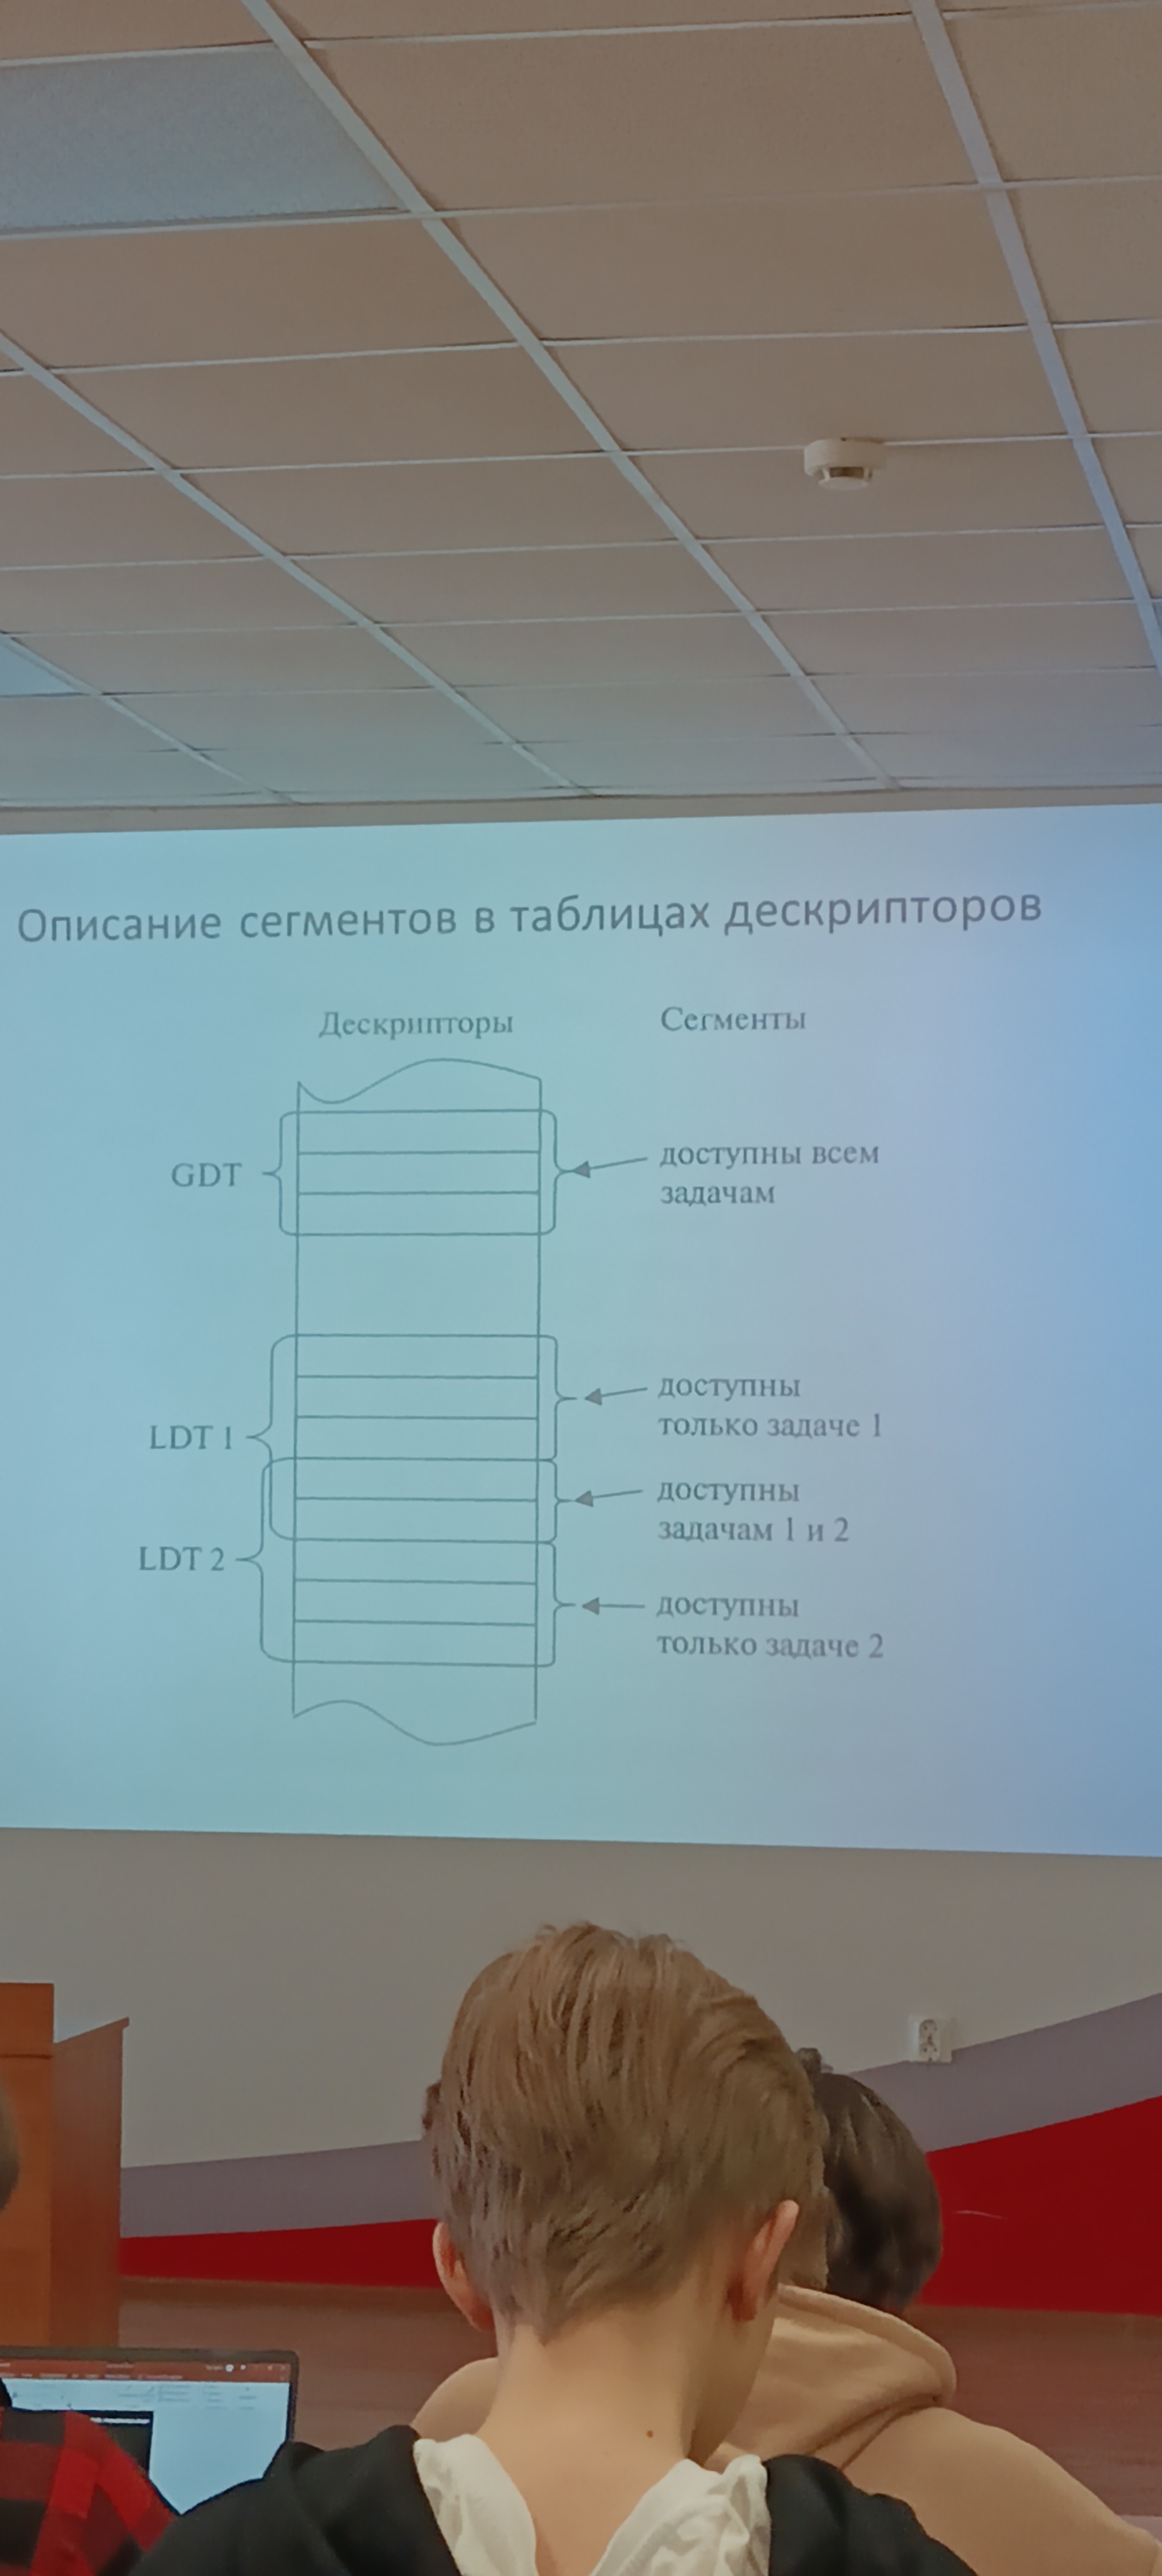 Описание сегментов в таблицах дескрипторов
Дескрипторы
Сегменты
GDT
доступны всем
задачам
LDT 1
доступны
только задаче 1
доступны
задачам 1 и 2
LDT 2
доступны
только задаче 2